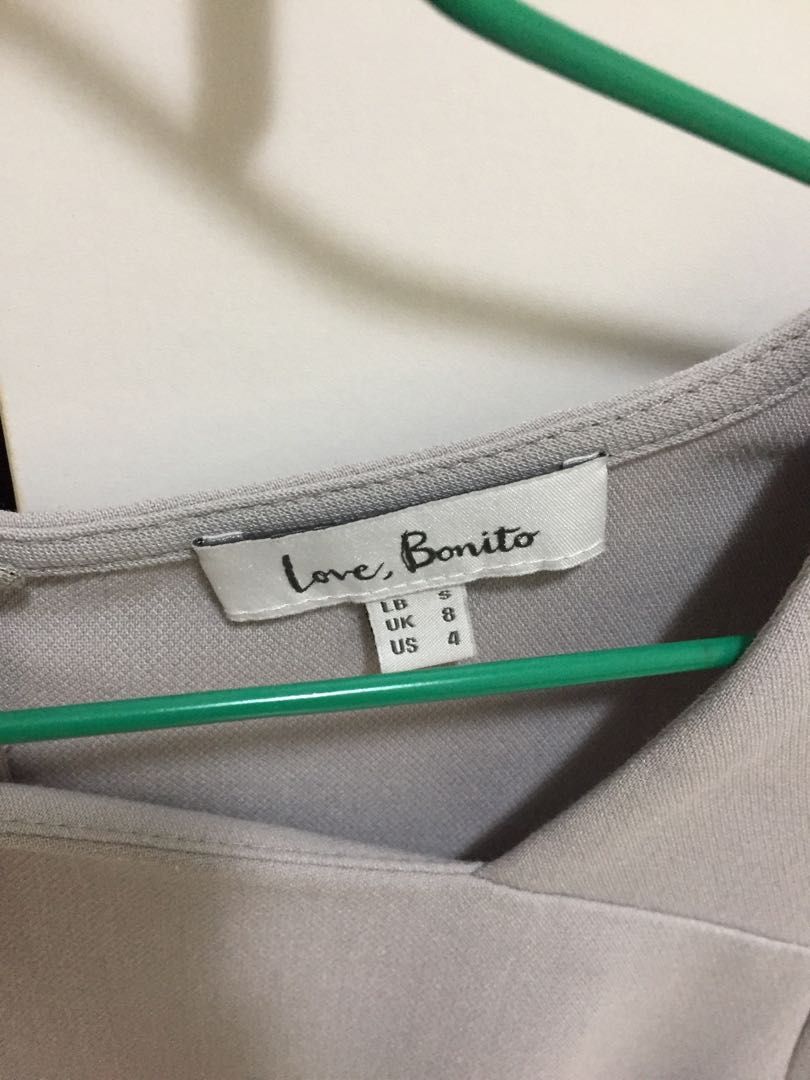 Love, Bonito
LB S
UK 8
US 4